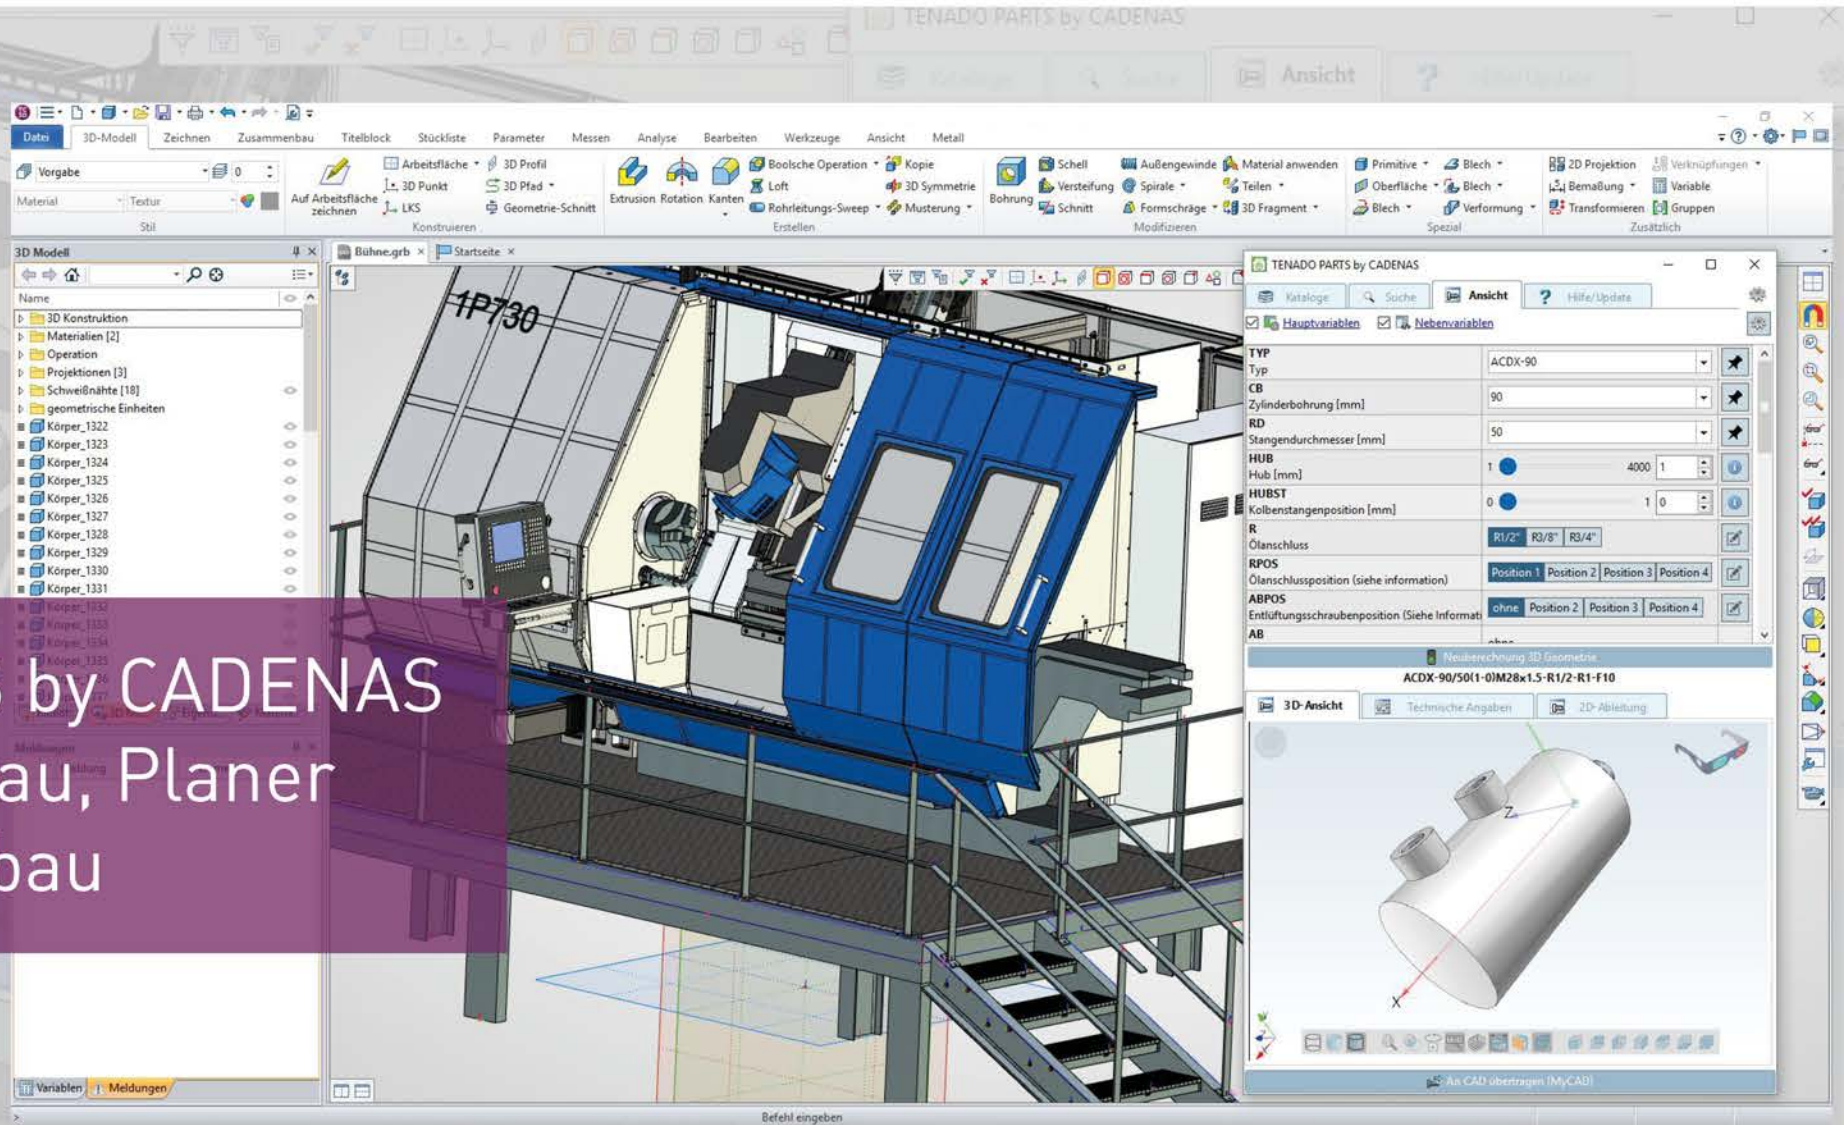 TENADO PARTS by CADENAS
Ansicht
Datei 3D-Modell Zeichnen Zusammenbau Titelblock Stückliste Parameter Messen Analyse Bearbeiten Werkzeuge Ansicht Metall
Vorgabe 0
Material Textur
Stil
Auf Arbeitsfläche zeichnen
Arbeitsfläche 3D Profil
3D Punkt 3D Pfad
LKS Geometrie-Schnitt
Konstruieren
Extrusion Rotation Kanten
Boolsche Operation Kopie
Loft 3D Symmetrie
Rohrleitungs-Sweep Musterung
Erstellen
Bohrung
Schell Außengewinde Material anwenden
Versteifung Spirale Teilen
Schnitt Formschräge 3D Fragment
Modifizieren
Primitive Blech
Oberfläche Blech
Blech Verformung
Spezial
2D Projektion Verknüpfungen
Bemaßung Variable
Transformieren Gruppen
Zusätzlich
3D Modell
Name
3D Konstruktion
Materialien [2]
Operation
Projektionen [3]
Schweißnähte [18]
geometrische Einheiten
Körper_1322
Körper_1323
Körper_1324
Körper_1325
Körper_1326
Körper_1327
Körper_1328
Körper_1329
Körper_1330
Körper_1331
Körper_1332
Körper_1333
Körper_1334
Körper_1335
by CADENAS
au, Planer
bau
Variablen Meldungen
Bühne.grb Startseite
1P730
Befehl eingeben
TENADO PARTS by CADENAS
Kataloge Suche Ansicht Hilfe/Update
Hauptvariablen Nebenvariablen
TYP
Typ ACDX-90
CB
Zylinderbohrung [mm] 90
RD
Stangendurchmesser [mm] 50
HUB
Hub [mm] 1 4000 1
HUBST
Kolbenstangenposition [mm] 0 1 0
R
Ölanschluss R1/2" R3/8" R3/4"
RPOS
Ölanschlussposition (siehe information) Position 1 Position 2 Position 3 Position 4
ABPOS
Entlüftungsschraubenposition (Siehe Informati ohne Position 2 Position 3 Position 4
AB
ohne
Neuberechnung 3D Geometrie
ACDX-90/50(1-0)M28x1.5-R1/2-R1-F10
3D-Ansicht Technische Angaben 2D-Ableitung
Z
X
An CAD übertragen (MyCAD)